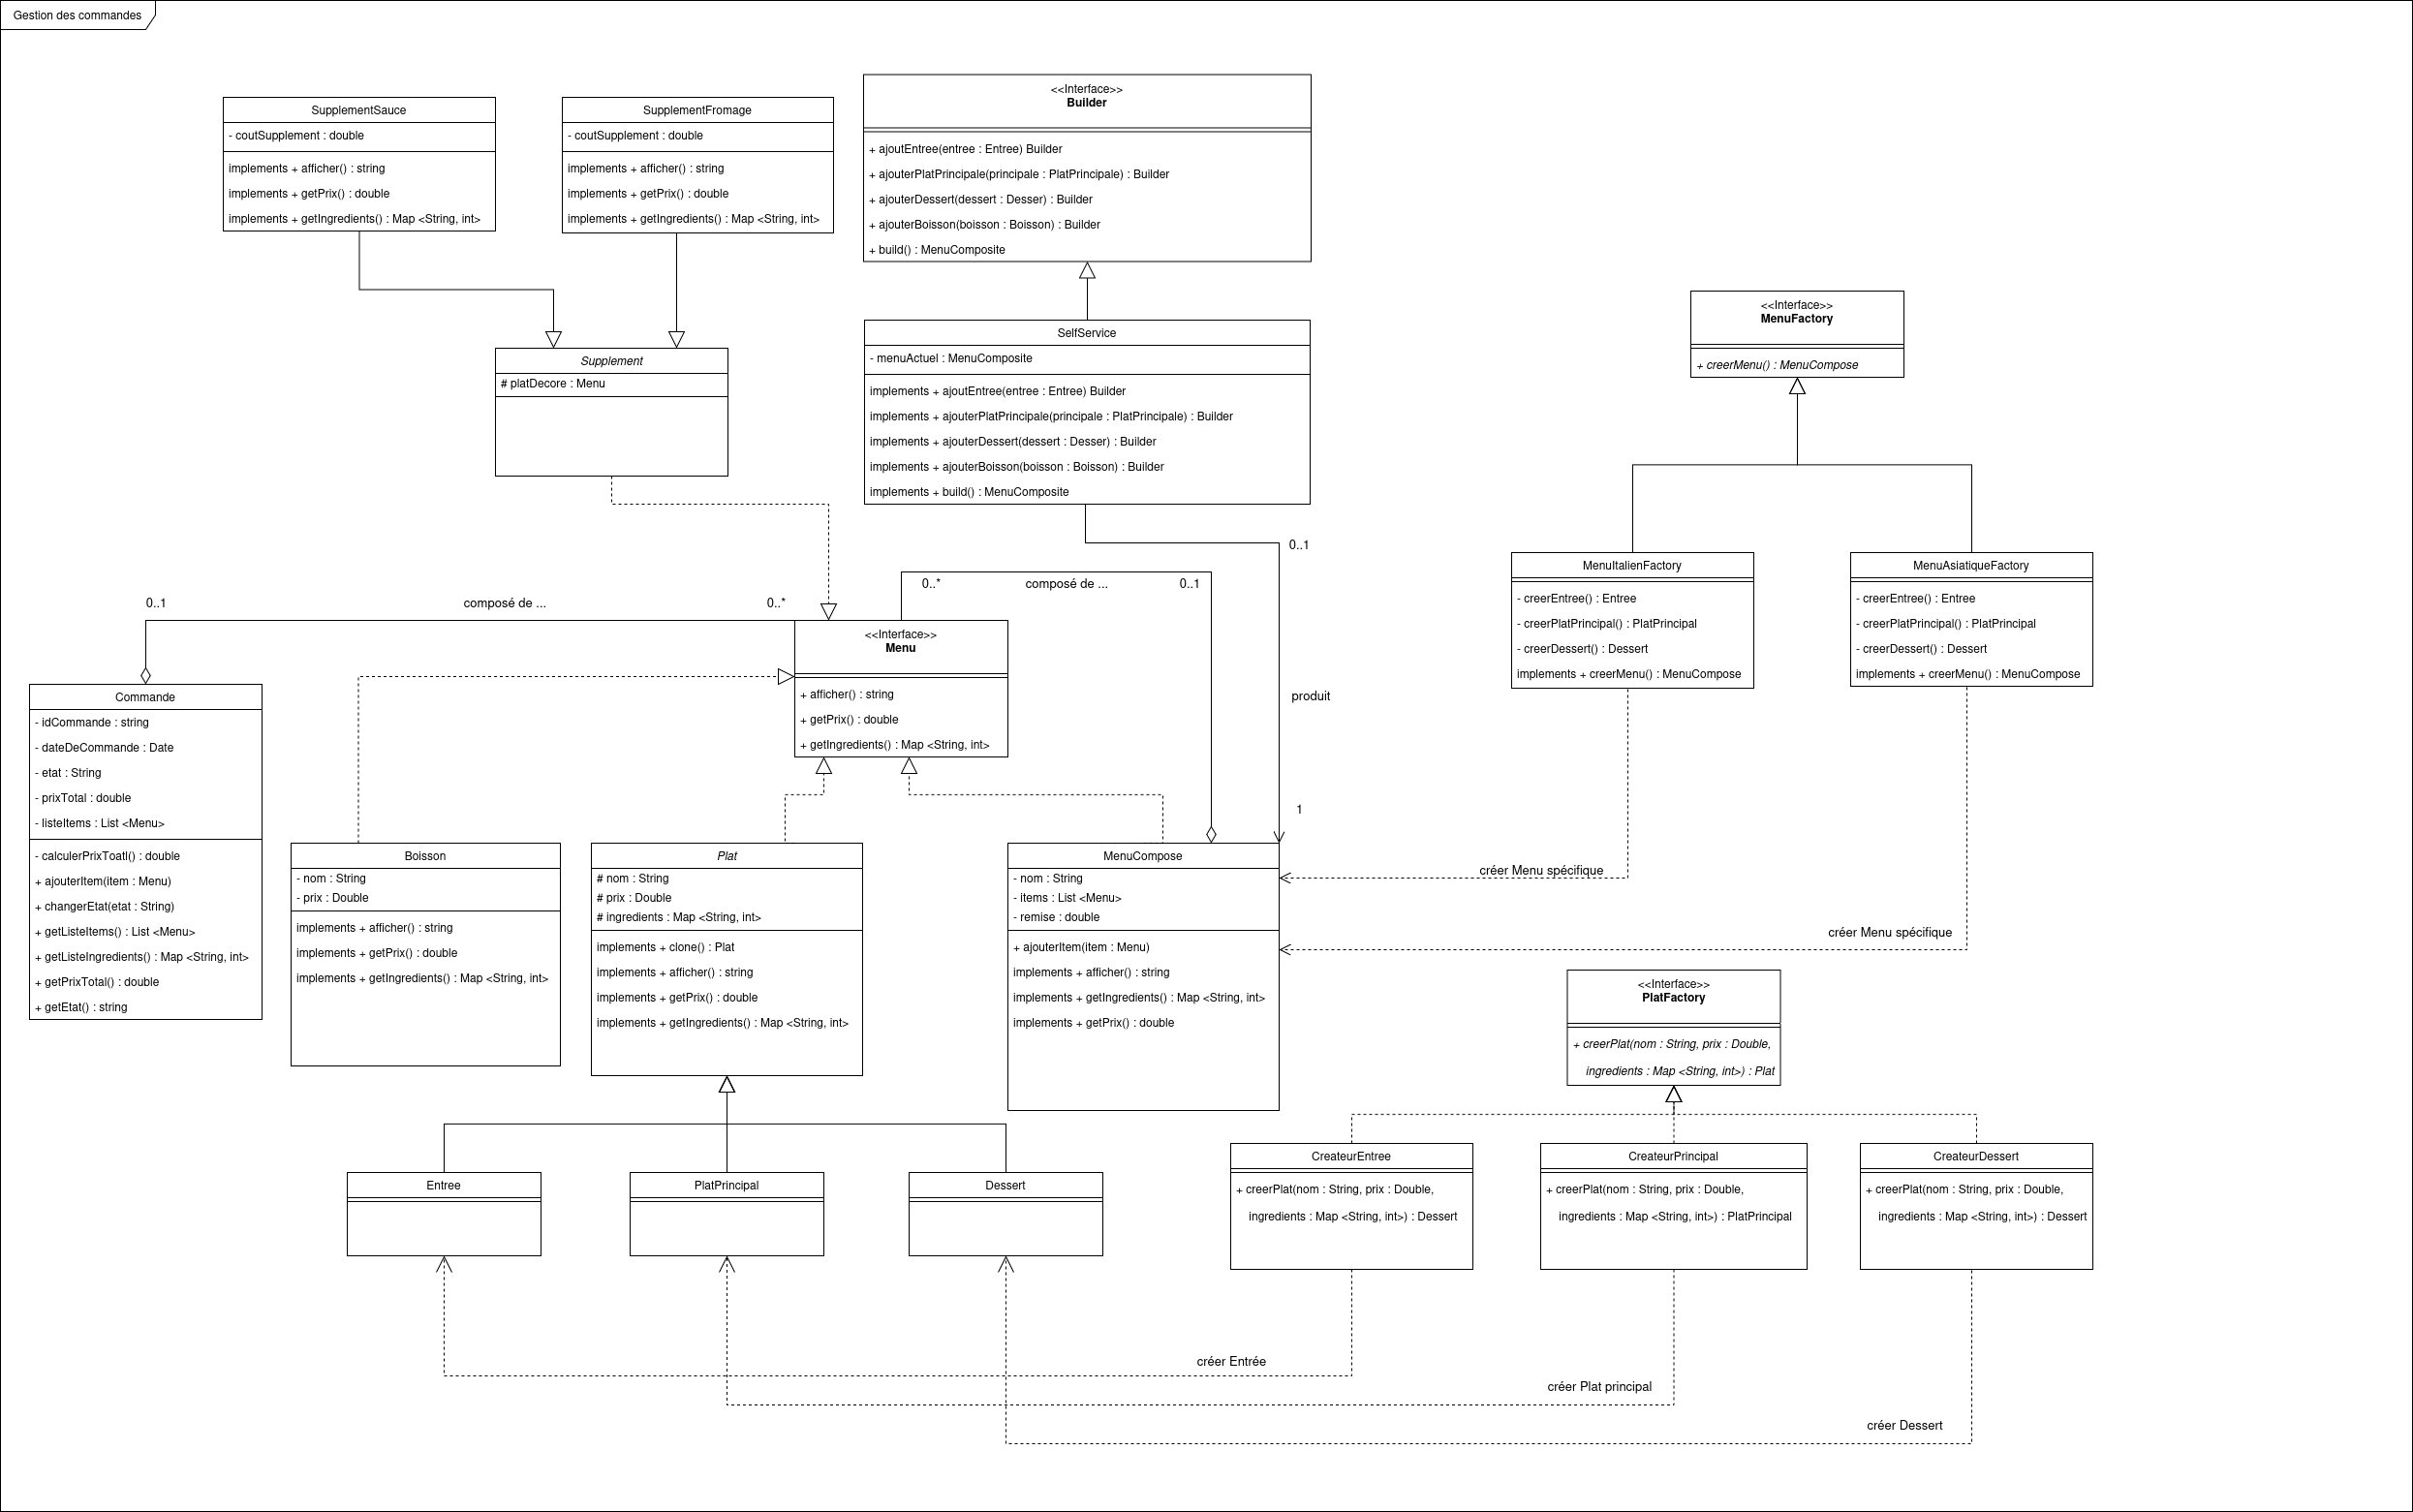 Gestion des commandes
SupplementSauce
- coutSupplement : double
implements + afficher() : string
implements + getPrix() : double
implements + getIngredients() : Map <String, int>
SupplementFromage
- coutSupplement : double
implements + afficher() : string
implements + getPrix() : double
implements + getIngredients() : Map <String, int>
<<Interface>>
Builder
+ ajoutEntree(entree : Entree) Builder
+ ajouterPlatPrincipale(principale : PlatPrincipale) : Builder
+ ajouterDessert(dessert : Desser) : Builder
+ ajouterBoisson(boisson : Boisson) : Builder
+ build() : MenuComposite
Supplement
# platDecore : Menu
SelfService
- menuActuel : MenuComposite
implements + ajoutEntree(entree : Entree) Builder
implements + ajouterPlatPrincipale(principale : PlatPrincipale) : Builder
implements + ajouterDessert(dessert : Desser) : Builder
implements + ajouterBoisson(boisson : Boisson) : Builder
implements + build() : MenuComposite
<<Interface>>
MenuFactory
+ creerMenu() : MenuCompose
MenuItalienFactory
- creerEntree() : Entree
- creerPlatPrincipal() : PlatPrincipal
- creerDessert() : Dessert
implements + creerMenu() : MenuCompose
MenuAsiatiqueFactory
- creerEntree() : Entree
- creerPlatPrincipal() : PlatPrincipal
- creerDessert() : Dessert
implements + creerMenu() : MenuCompose
0..1
composé de ...
0..*
0..*
composé de ...
0..1
0..1
produit
1
<<Interface>>
Menu
+ afficher() : string
+ getPrix() : double
+ getIngredients() : Map <String, int>
Commande
- idCommande : string
- dateDeCommande : Date
- etat : String
- prixTotal : double
- listeItems : List <Menu>
- calculerPrixToatl() : double
+ ajouterItem(item : Menu)
+ changerEtat(etat : String)
+ getListeItems() : List <Menu>
+ getListeIngredients() : Map <String, int>
+ getPrixTotal() : double
+ getEtat() : string
Boisson
- nom : String
- prix : Double
implements + afficher() : string
implements + getPrix() : double
implements + getIngredients() : Map <String, int>
Plat
# nom : String
# prix : Double
# ingredients : Map <String, int>
implements + clone() : Plat
implements + afficher() : string
implements + getPrix() : double
implements + getIngredients() : Map <String, int>
MenuCompose
- nom : String
- items : List <Menu>
- remise : double
+ ajouterItem(item : Menu)
implements + afficher() : string
implements + getIngredients() : Map <String, int>
implements + getPrix() : double
créer Menu spécifique
créer Menu spécifique
<<Interface>>
PlatFactory
+ creerPlat(nom : String, prix : Double,
ingredients : Map <String, int>) : Plat
Entree
PlatPrincipal
Dessert
CreateurEntree
+ creerPlat(nom : String, prix : Double,
ingredients : Map <String, int>) : Dessert
CreateurPrincipal
+ creerPlat(nom : String, prix : Double,
ingredients : Map <String, int>) : PlatPrincipal
CreateurDessert
+ creerPlat(nom : String, prix : Double,
ingredients : Map <String, int>) : Dessert
créer Entrée
créer Plat principal
créer Dessert